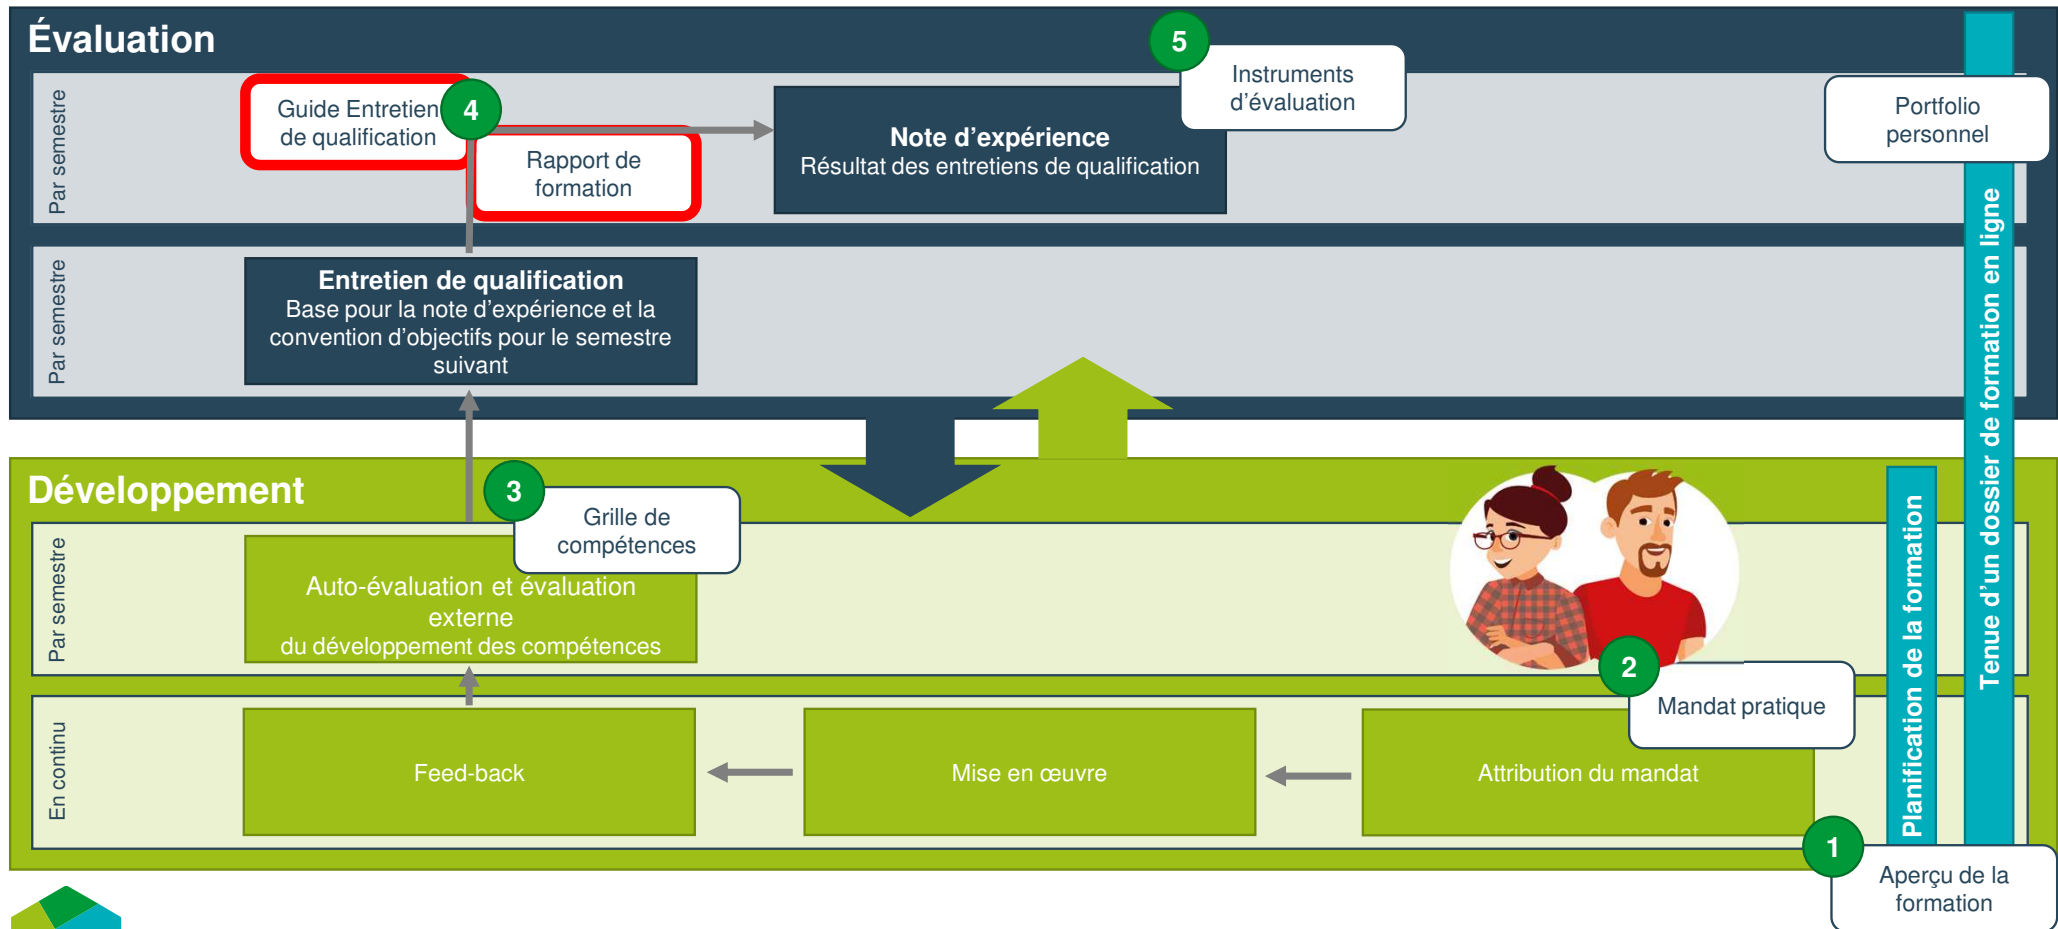 Évaluation
5
Instruments
d’évaluation
Par semestre
Guide Entretien
de qualification
4
Rapport de
formation
Note d’expérience
Résultat des entretiens de qualification
Portfolio
personnel
Par semestre
Entretien de qualification
Base pour la note d’expérience et la
convention d’objectifs pour le semestre
suivant
Tenue d’un dossier de formation en ligne
Développement
3
Grille de
compétences
Par semestre
Auto-évaluation et évaluation
externe
du développement des compétences
Planification de la formation
2
Mandat pratique
En continu
Feed-back
Mise en œuvre
Attribution du mandat
1
Aperçu de la
formation